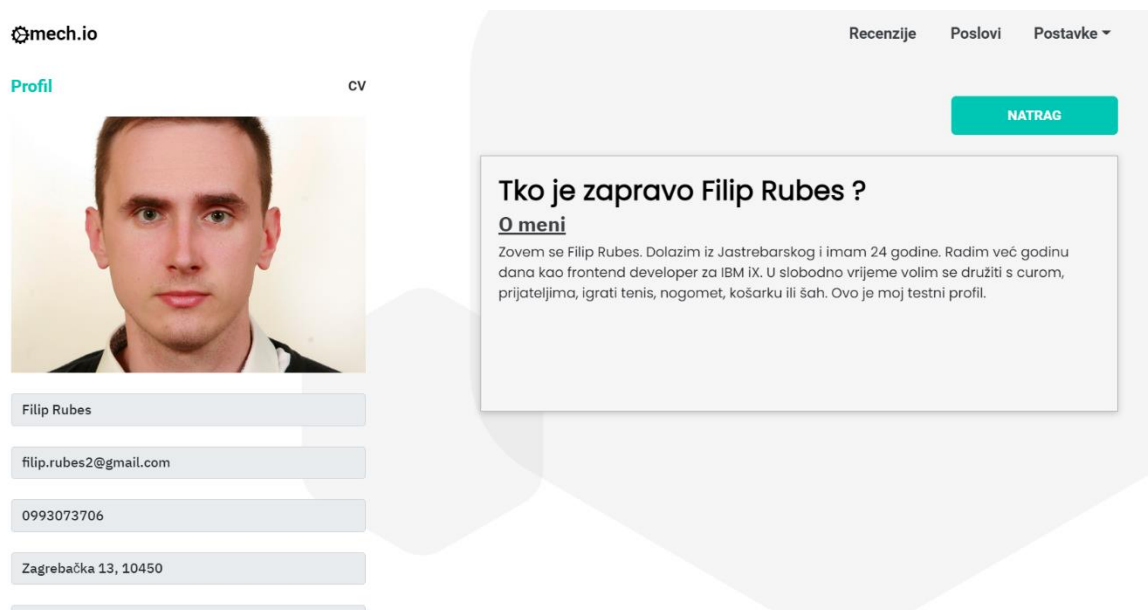 mech.io
Recenzije
Poslovi
Postavke
Profil
CV
NATRAG
Tko je zapravo Filip Rubes ?
O meni
Zovem se Filip Rubes. Dolazim iz Jastrebarskog i imam 24 godine. Radim već godinu
dana kao frontend developer za IBM iX. U slobodno vrijeme volim se družiti s curom,
prijateljima, igrati tenis, nogomet, košarku ili šah. Ovo je moj testni profil.
Filip Rubes
filip.rubes2@gmail.com
0993073706
Zagrebačka 13, 10450